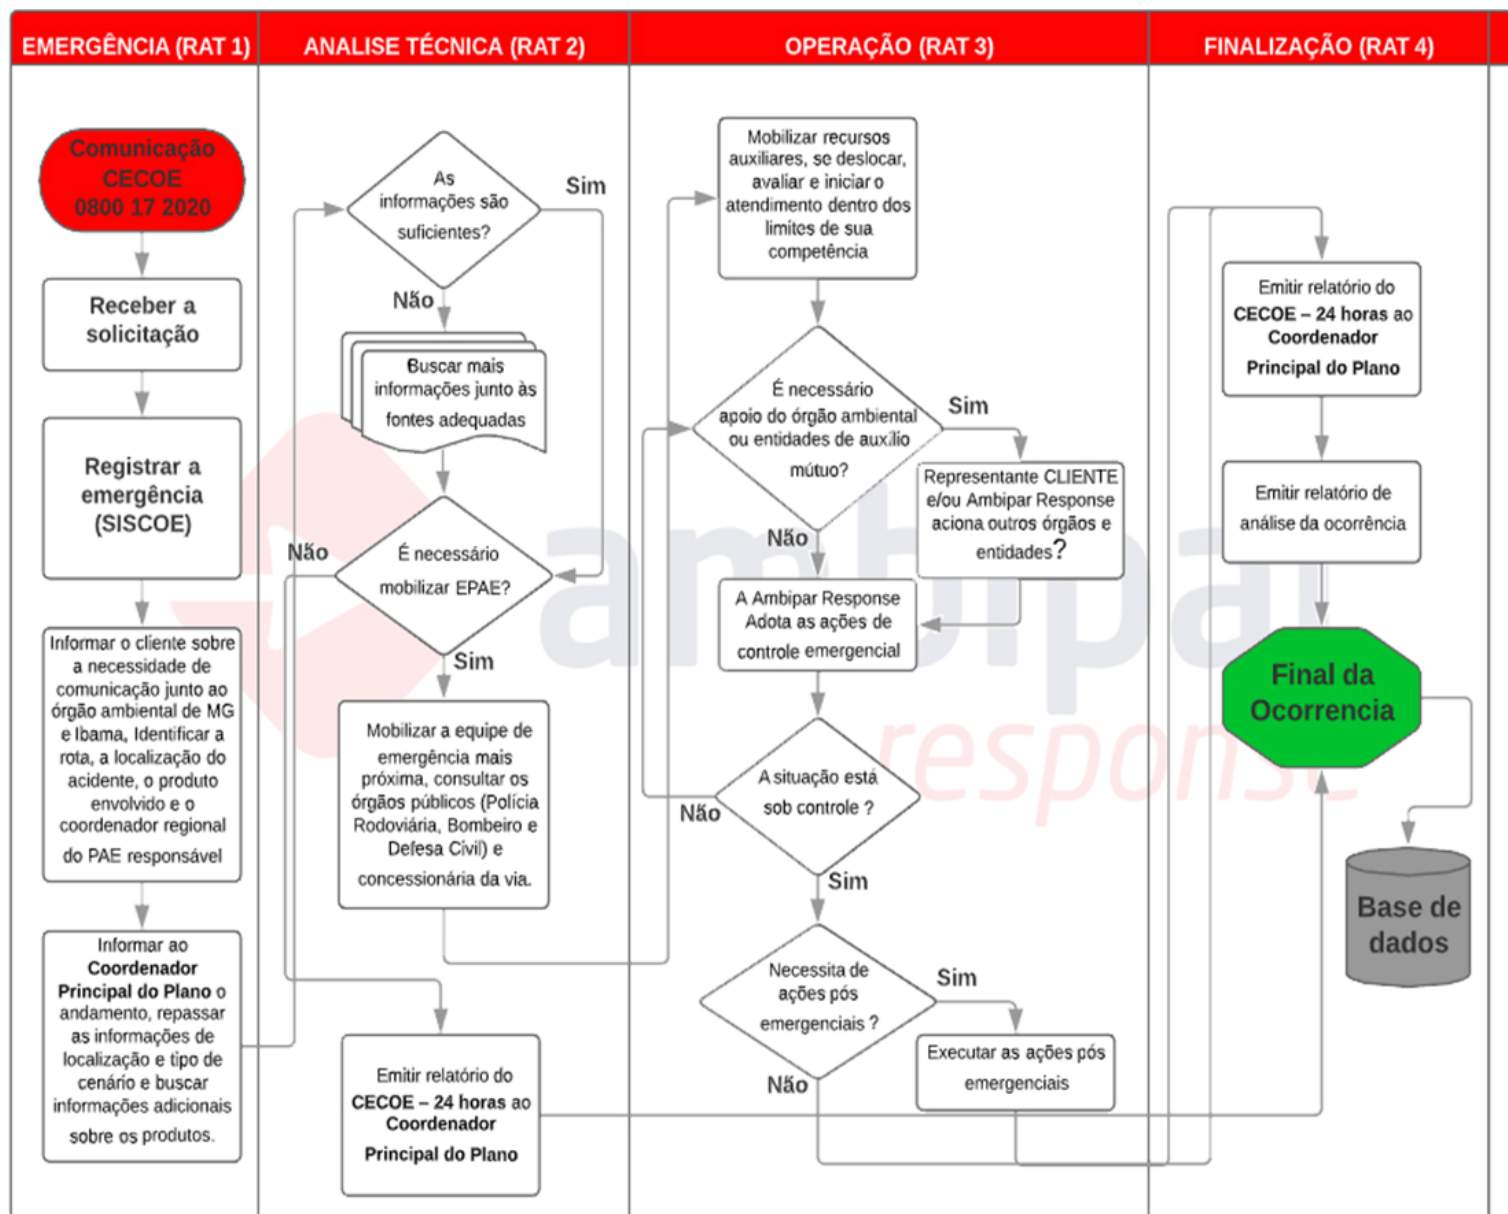 EMERGÊNCIA (RAT 1)
ANALISE TÉCNICA (RAT 2)
OPERAÇÃO (RAT 3)
FINALIZAÇÃO (RAT 4)
Comunicação
CECOE
0800 17 2020
Receber a
solicitação
Registrar a
emergência
(SISCOE)
Informar o cliente sobre
a necessidade de
comunicação junto ao
órgão ambiental de MG
e Ibama, Identificar a
rota, a localização do
acidente, o produto
envolvido e o
coordenador regional
do PAE responsável
Informar ao
Coordenador
Principal do Plano o
andamento, repassar
as informações de
localização e tipo de
cenário e buscar
informações adicionais
sobre os produtos.
As
informações são
suficientes?
Sim
Não
Buscar mais
informações junto às
fontes adequadas
É necessário
mobilizar EPAE?
Não
Sim
Mobilizar a equipe de
emergência mais
próxima, consultar os
órgãos públicos (Polícia
Rodoviária, Bombeiro e
Defesa Civil) e
concessionária da via.
Emitir relatório do
CECOE – 24 horas ao
Coordenador
Principal do Plano
Mobilizar recursos
auxiliares, se deslocar,
avaliar e iniciar o
atendimento dentro dos
limites de sua
competência
É necessário
apoio do órgão ambiental
ou entidades de auxílio
mútuo?
Sim
Não
Representante CLIENTE
e/ou Ambipar Response
aciona outros órgãos e
entidades?
A Ambipar Response
Adota as ações de
controle emergencial
A situação está
sob controle ?
Não
Sim
Necessita de
ações pós
emergenciais ?
Sim
Não
Executar as ações pós
emergenciais
Emitir relatório do
CECOE – 24 horas ao
Coordenador
Principal do Plano
Emitir relatório de
análise da ocorrência
Final da
Ocorrencia
Base de
dados
ambipar
response